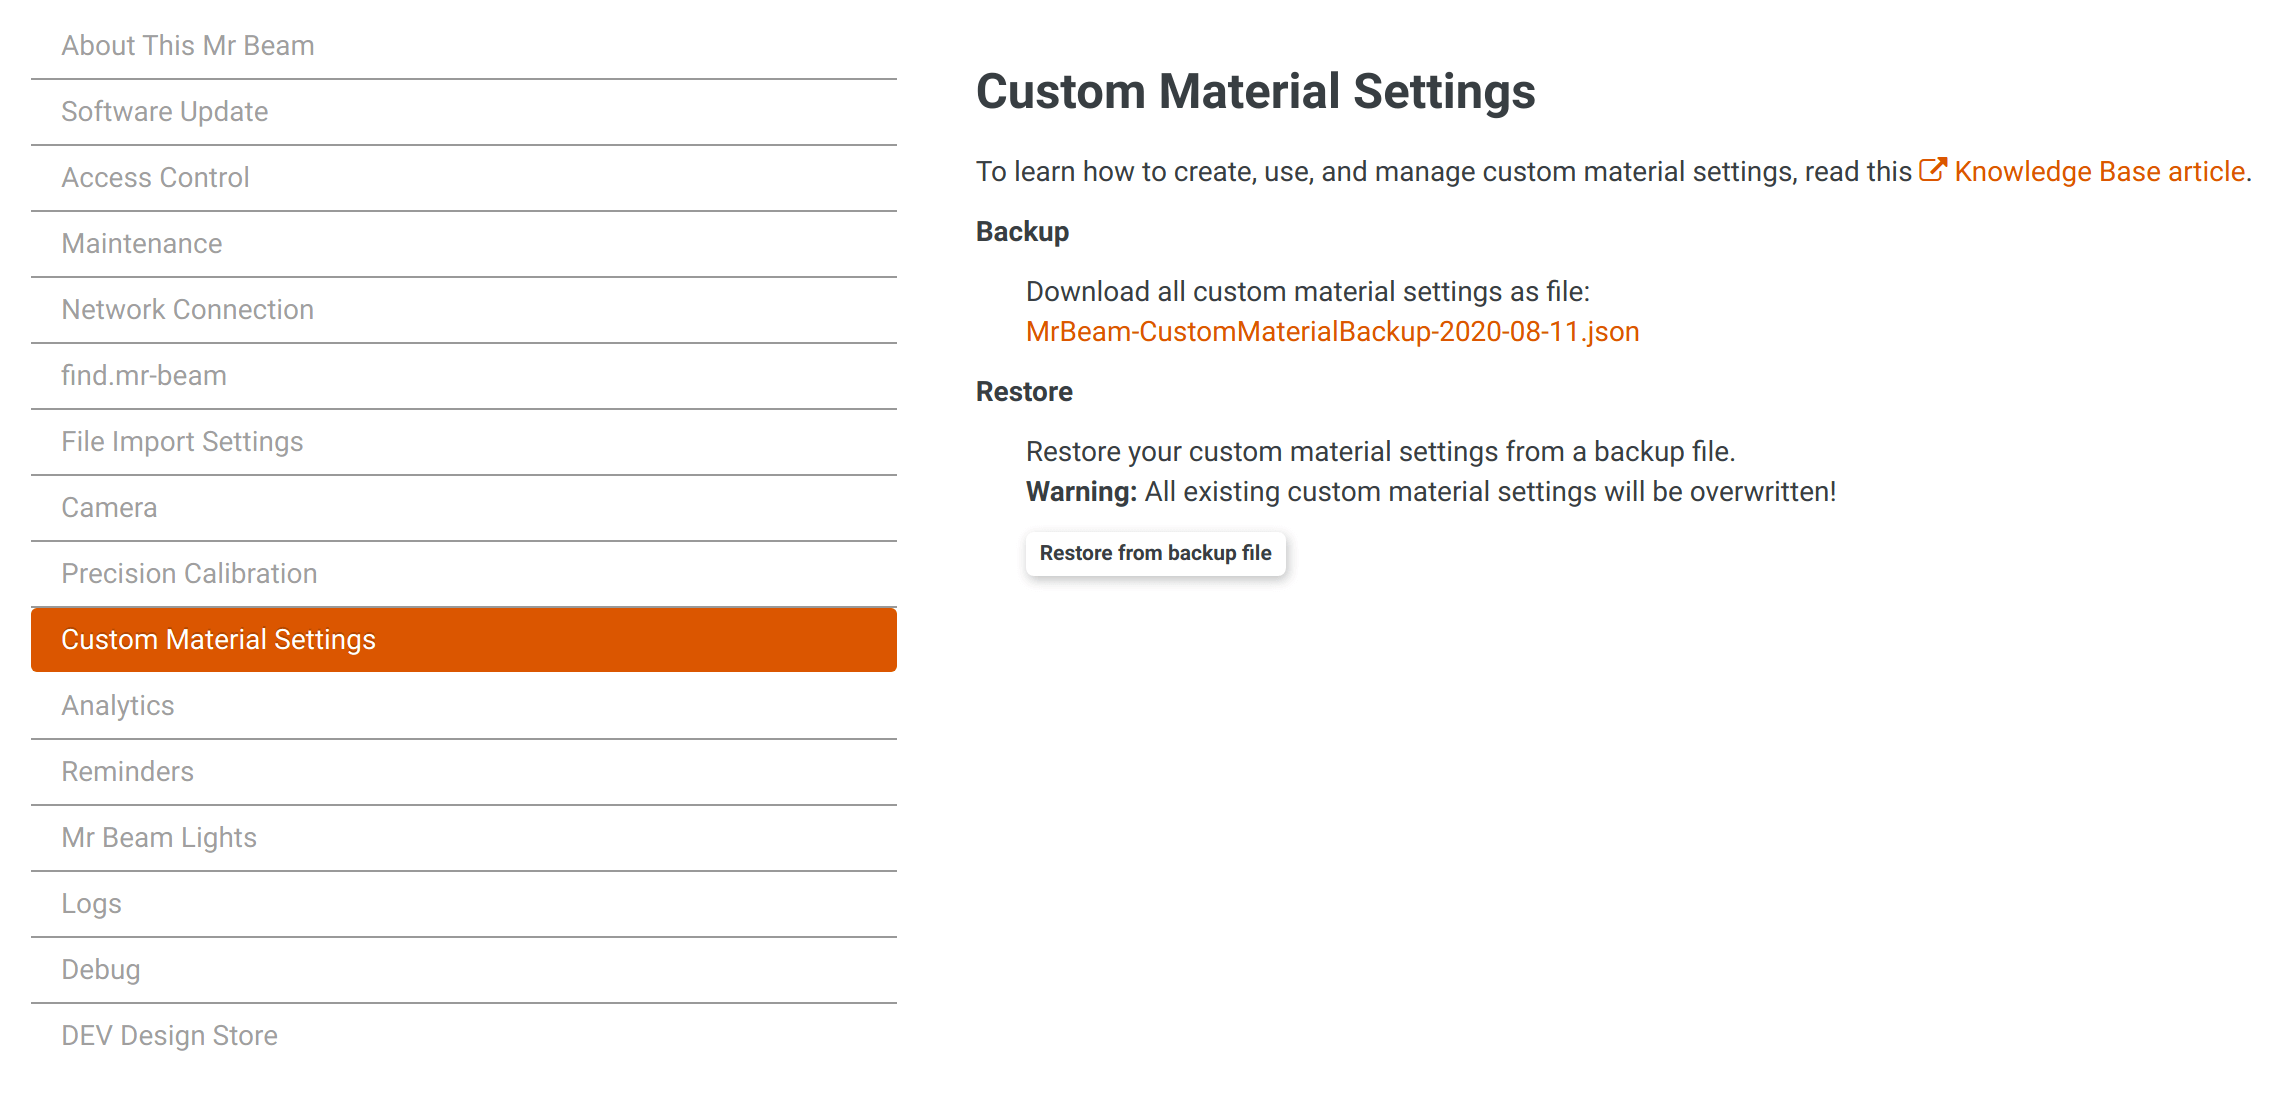 About This Mr Beam
Software Update
Access Control
Maintenance
Network Connection
find.mr-beam
File Import Settings
Camera
Precision Calibration
Custom Material Settings
Analytics
Reminders
Mr Beam Lights
Logs
Debug
DEV Design Store
Custom Material Settings
To learn how to create, use, and manage custom material settings, read this Knowledge Base article.
Backup
Download all custom material settings as file:
MrBeam-CustomMaterialBackup-2020-08-11.json
Restore
Restore your custom material settings from a backup file.
Warning: All existing custom material settings will be overwritten!
Restore from backup file